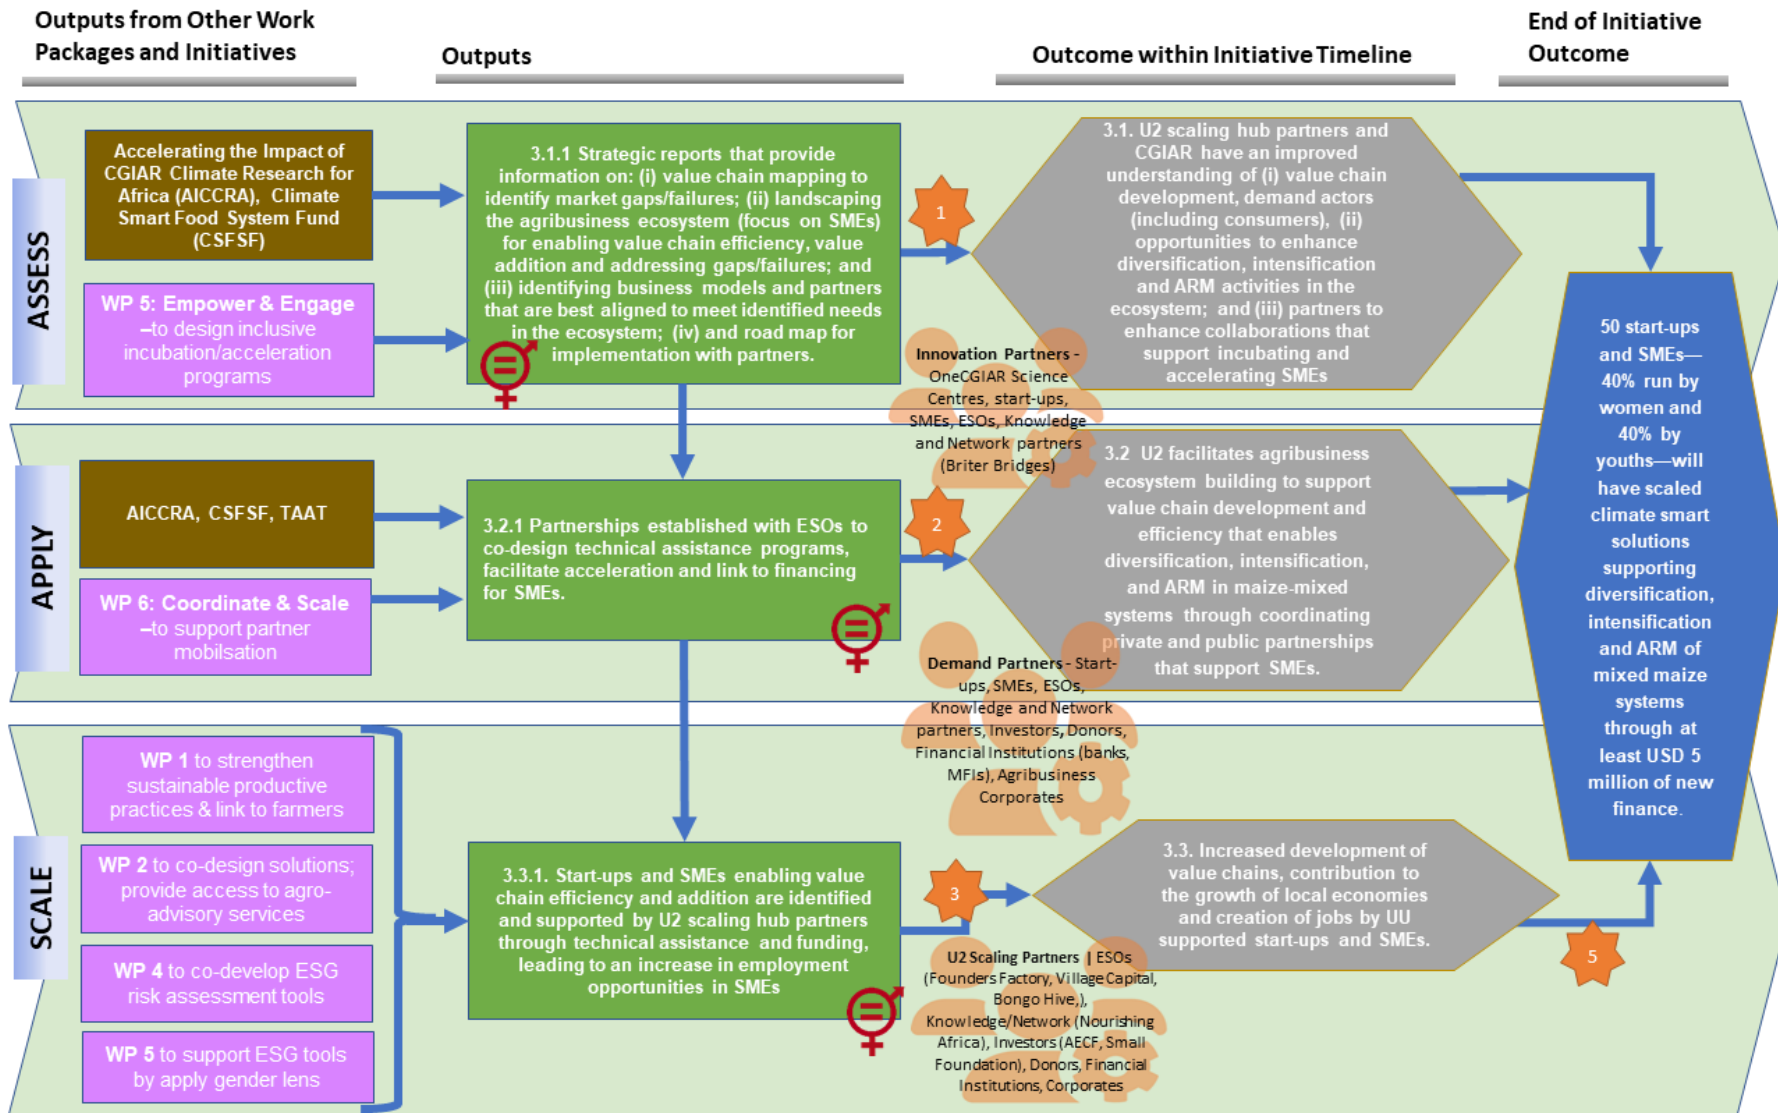 Outputs from Other Work
Packages and Initiatives
Outputs
Outcome within Initiative Timeline
End of Initiative
Outcome
ASSESS
Accelerating the Impact of
CGIAR Climate Research for
Africa (AICCRA), Climate
Smart Food System Fund
(CSFSF)
WP 5: Empower & Engage
–to design inclusive
incubation/acceleration
programs
3.1.1 Strategic reports that provide
information on: (i) value chain mapping to
identify market gaps/failures; (ii) landscaping
the agribusiness ecosystem (focus on SMEs)
for enabling value chain efficiency, value
addition and addressing gaps/failures; and
(iii) identifying business models and partners
that are best aligned to meet identified needs
in the ecosystem; (iv) and road map for
implementation with partners.
1
3.1. U2 scaling hub partners and
CGIAR have an improved
understanding of (i) value chain
development, demand actors
(including consumers), (ii)
opportunities to enhance
diversification, intensification
and ARM activities in the
ecosystem; and (iii) partners to
enhance collaborations that
support incubating and
accelerating SMEs
Innovation Partners -
OneCGIAR Science
Centres, start-ups,
SMEs, ESOs, Knowledge
and Network partners
(Briter Bridges)
APPLY
AICCRA, CSFSF, TAAT
WP 6: Coordinate & Scale
–to support partner
mobilisation
3.2.1 Partnerships established with ESOs to
co-design technical assistance programs,
facilitate acceleration and link to financing
for SMEs.
2
3.2 U2 facilitates agribusiness
ecosystem building to support
value chain development and
efficiency that enables
diversification, intensification,
and ARM in maize-mixed
systems through coordinating
private and public partnerships
that support SMEs.
Demand Partners - Start-
ups, SMEs, ESOs,
Knowledge and Network
partners, Investors, Donors,
Financial Institutions (banks,
MFIs), Agribusiness
Corporates
SCALE
WP 1 to strengthen
sustainable productive
practices & link to farmers
WP 2 to co-design solutions;
provide access to agro-
advisory services
WP 4 to co-develop ESG
risk assessment tools
WP 5 to support ESG tools
by apply gender lens
3.3.1. Start-ups and SMEs enabling value
chain efficiency and addition are identified
and supported by U2 scaling hub partners
through technical assistance and funding,
leading to an increase in employment
opportunities in SMEs
3
3.3. Increased development of
value chains, contribution to
the growth of local economies
and creation of jobs by UU
supported start-ups and SMEs.
U2 Scaling Partners | ESOs
(Founders Factory, Village Capital,
Bongo Hive,),
Knowledge/Network (Nourishing
Africa), Investors (AECF, Small
Foundation), Donors, Financial
Institutions, Corporates
5
50 start-ups
and SMEs—
40% run by
women and
40% by
youths—will
have scaled
climate smart
solutions
supporting
diversification,
intensification
and ARM of
mixed maize
systems
through at
least USD 5
million of new
finance.